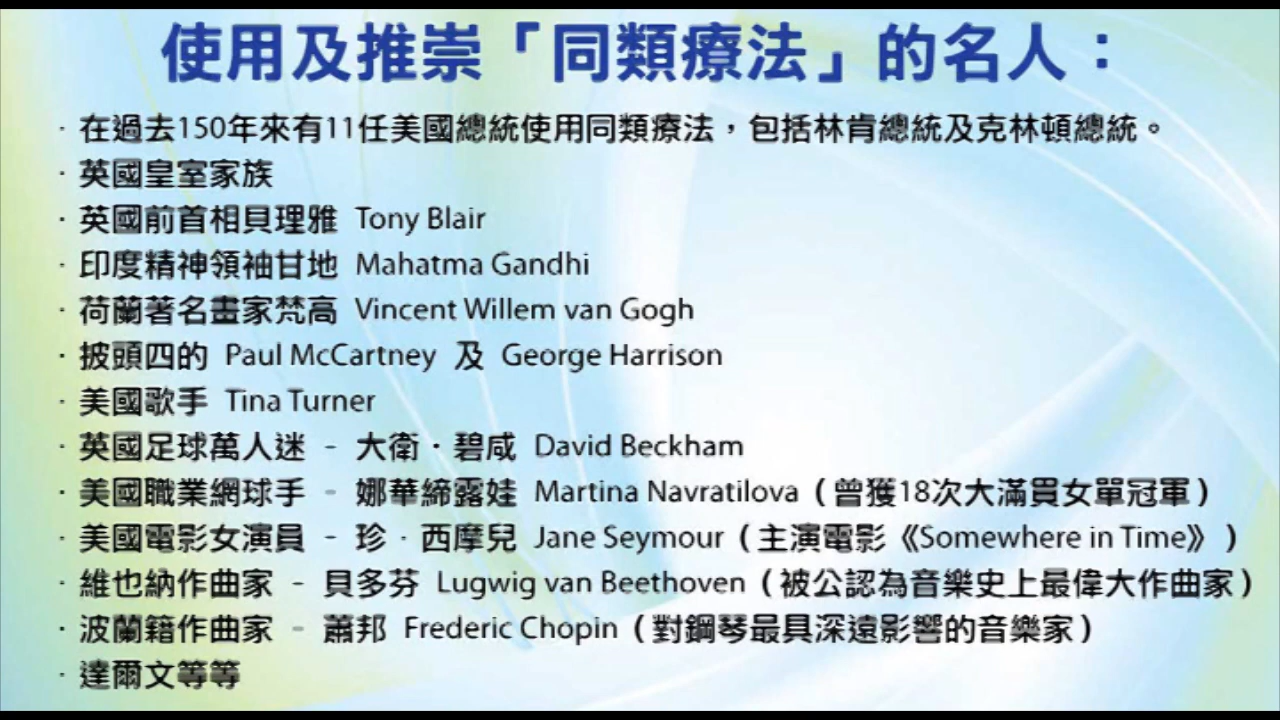 使用及推崇「同類療法」的名人：
· 在過去150年來有11任美國總統使用同類療法，包括林肯總統及克林頓總統。
· 英國皇室家族
· 英國前首相貝理雅 Tony Blair
· 印度精神領袖甘地 Mahatma Gandhi
· 荷蘭著名畫家梵高 Vincent Willem van Gogh
· 披頭四的 Paul McCartney 及 George Harrison
· 美國歌手 Tina Turner
· 英國足球萬人迷 - 大衛·碧咸 David Beckham
· 美國職業網球手 - 娜華締露娃 Martina Navratilova（曾獲18次大滿貫女單冠軍）
· 美國電影女演員 - 珍·西摩兒 Jane Seymour（主演電影《Somewhere in Time》）
· 維也納作曲家 - 貝多芬 Lugwig van Beethoven（被公認為音樂史上最偉大作曲家）
· 波蘭籍作曲家 - 蕭邦 Frederic Chopin（對鋼琴最具深遠影響的音樂家）
· 達爾文等等